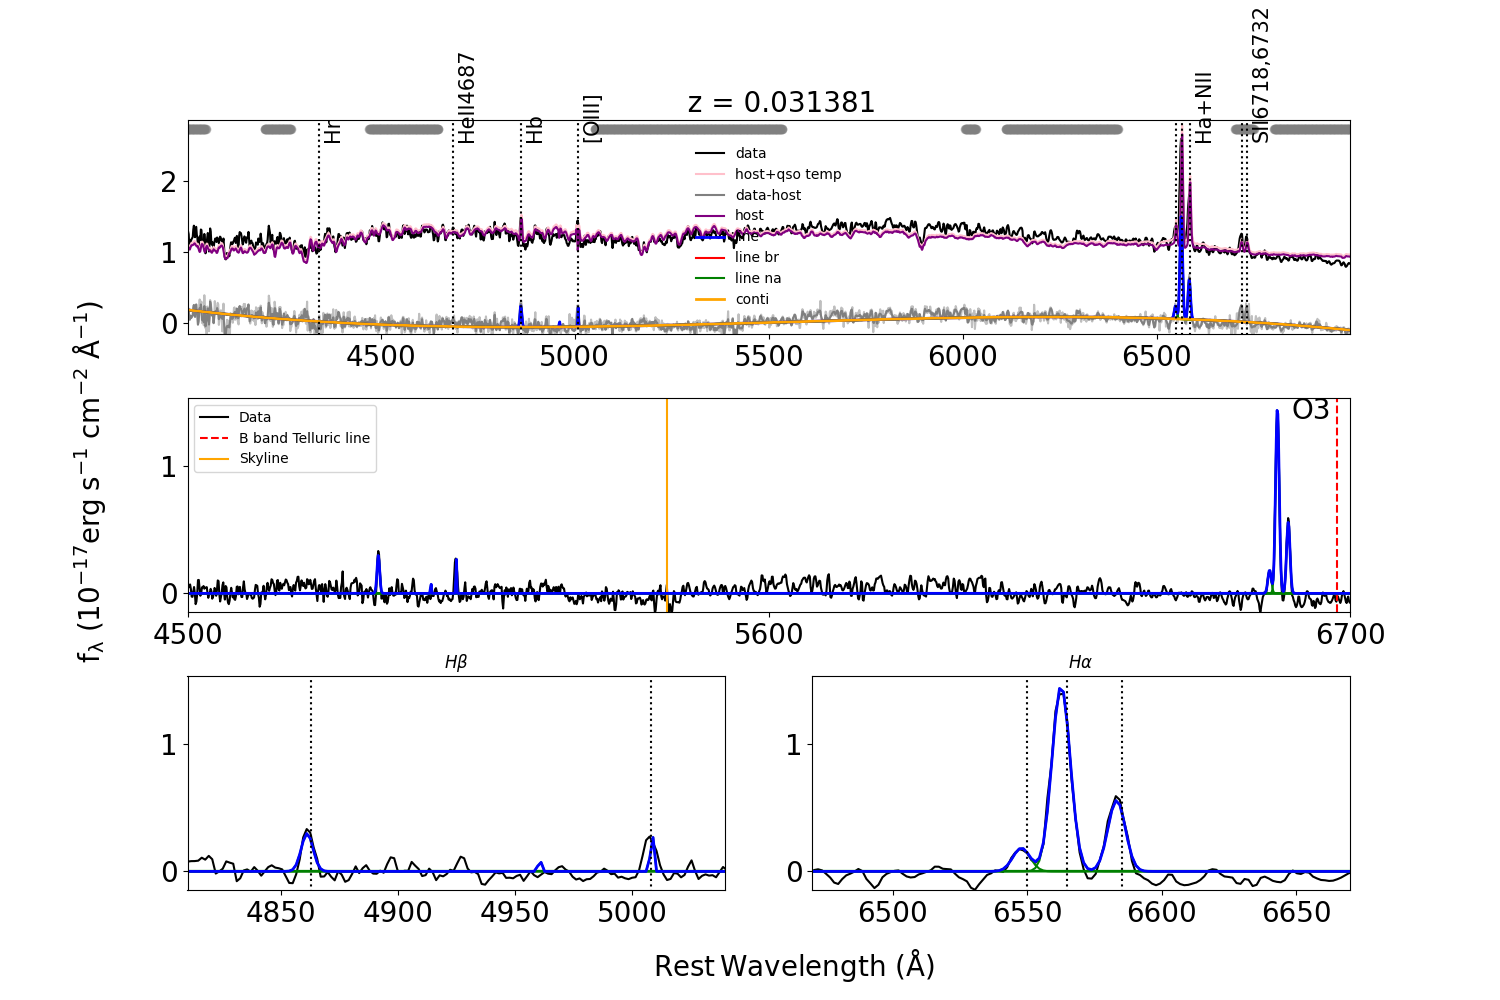 z = 0.031381
Hr
HeII4687
Hb
[OIII]
Ha+NII
SII6718,6732
data
host+qso temp
data-host
host
line br
line na
conti
2
1
0
4500 5000 5500 6000 6500
f_λ (10^−17 erg s^−1 cm^−2 Å^−1)
Data
B band Telluric line
Skyline
O3
1
0
4500 5600 6700
Hβ
1
0
4850 4900 4950 5000
Hα
1
0
6500 6550 6600 6650
Rest Wavelength (Å)